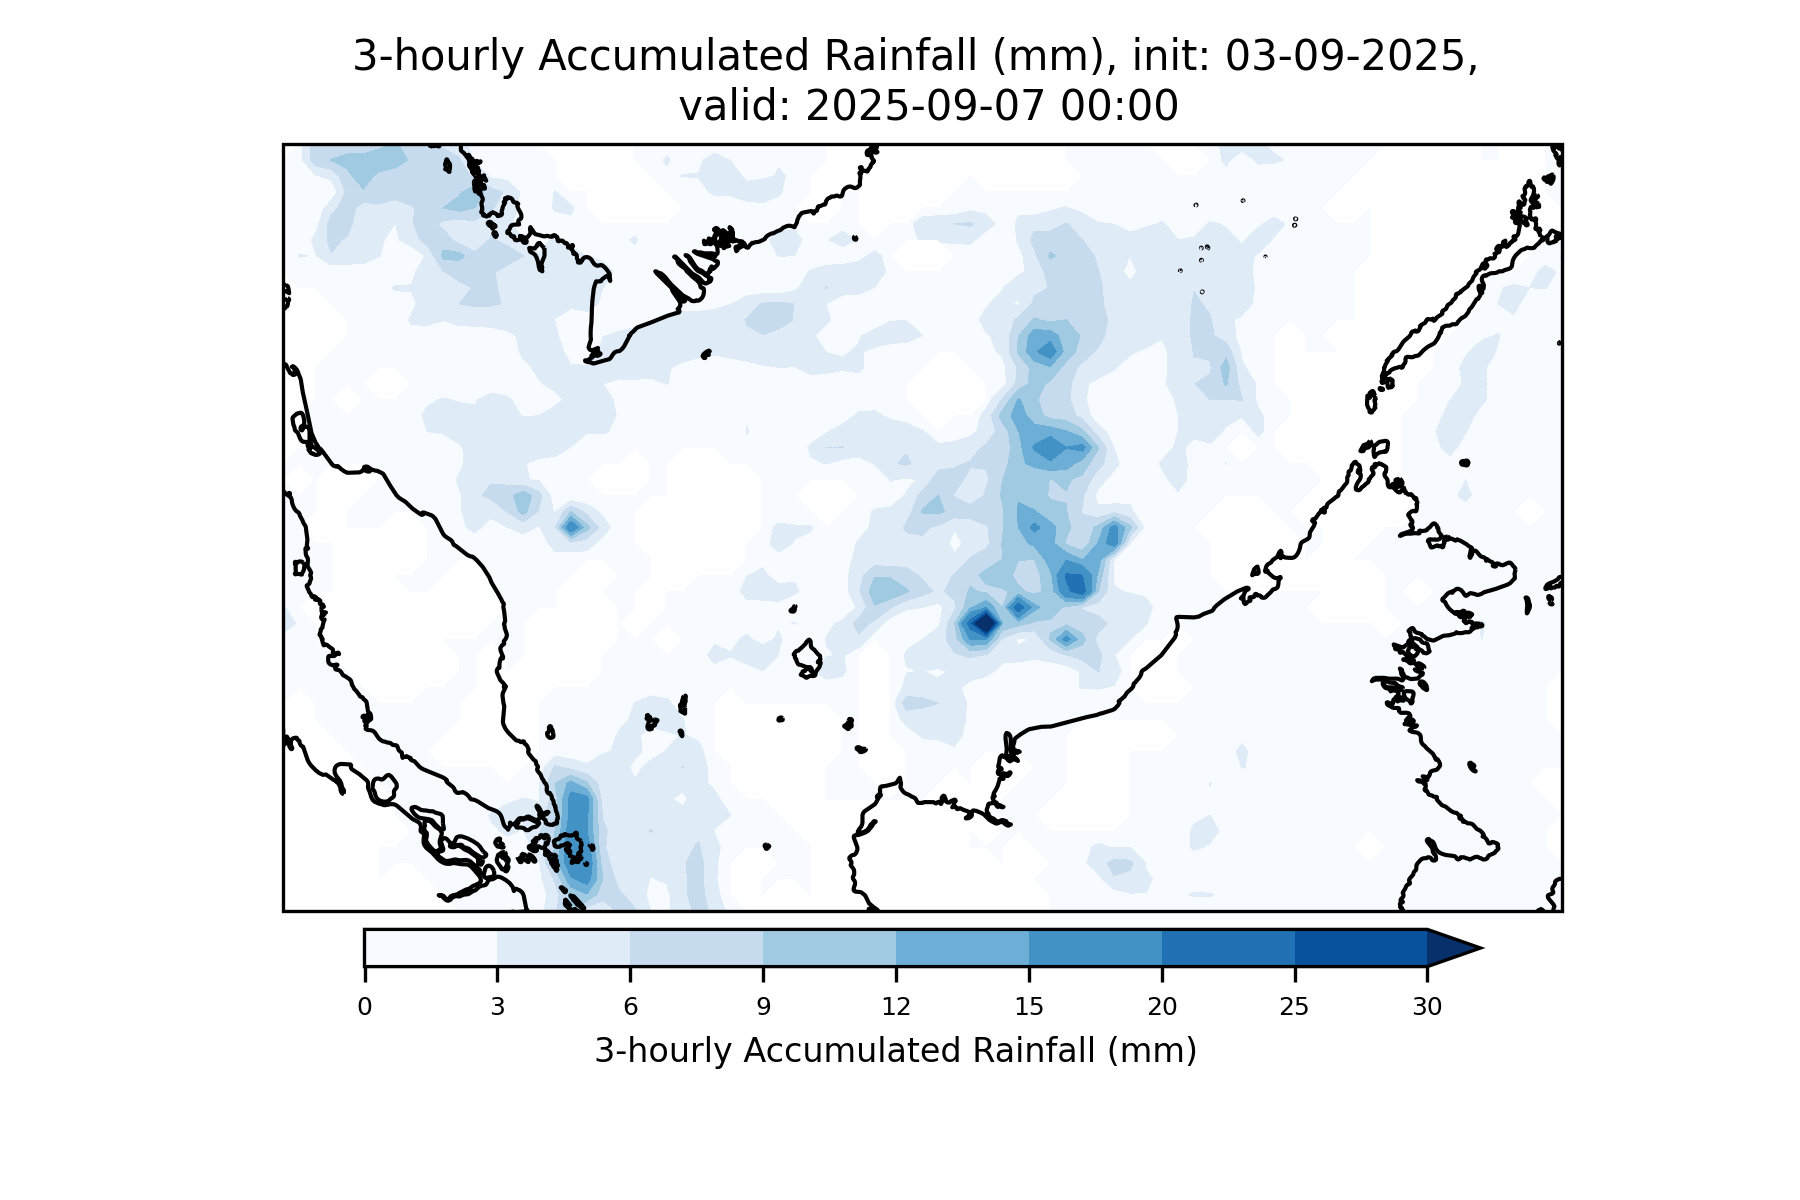 3-hourly Accumulated Rainfall (mm), init: 03-09-2025,
valid: 2025-09-07 00:00
0 3 6 9 12 15 20 25 30
3-hourly Accumulated Rainfall (mm)